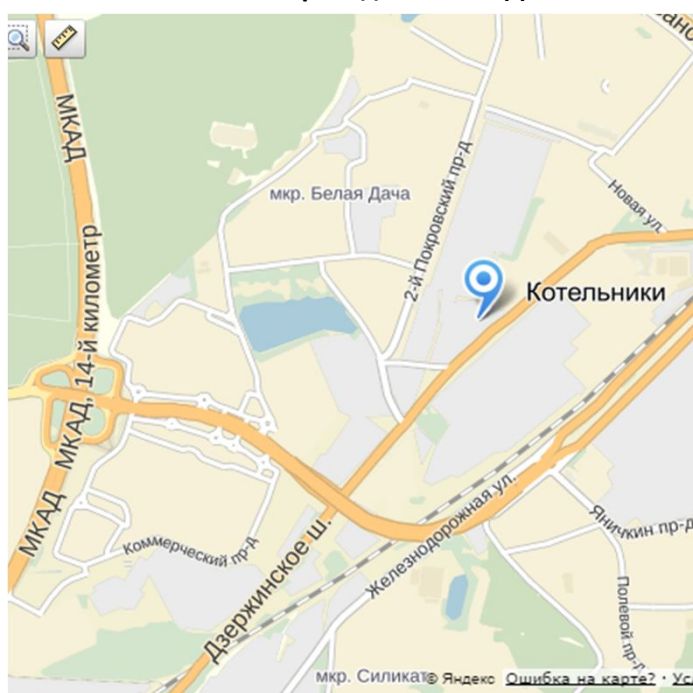 МКАД
мкр. Белая Дача
2-й Покровский пр-д
Новая ул.
Котельники
МКАД, 14-й километр
МКАД
Коммерческий пр-д
Дзержинское ш.
Железнодорожная ул.
Яничкин пр-д
Полевой пр-д
мкр. Силикат
© Яндекс Ошибка на карте? · Усл